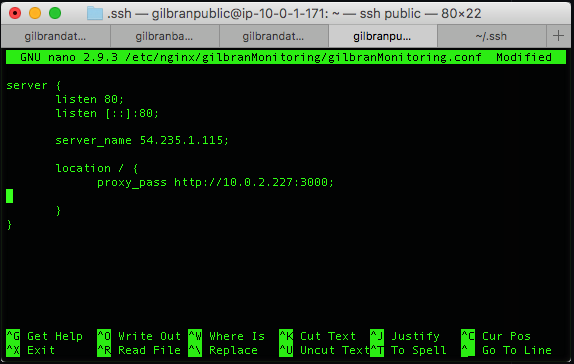 .ssh — gilbranpublic@ip-10-0-1-171: ~ — ssh public — 80×22
gilbrandat... gilbranba... gilbrandat... gilbranpu... ~/.ssh
GNU nano 2.9.3 /etc/nginx/gilbranMonitoring/gilbranMonitoring.conf Modified
server {
listen 80;
listen [::]:80;
server_name 54.235.1.115;
location / {
proxy_pass http://10.0.2.227:3000;
}
}
^G Get Help ^O Write Out ^W Where Is ^K Cut Text ^J Justify ^C Cur Pos
^X Exit ^R Read File ^\ Replace ^U Uncut Text ^T To Spell ^_ Go To Line